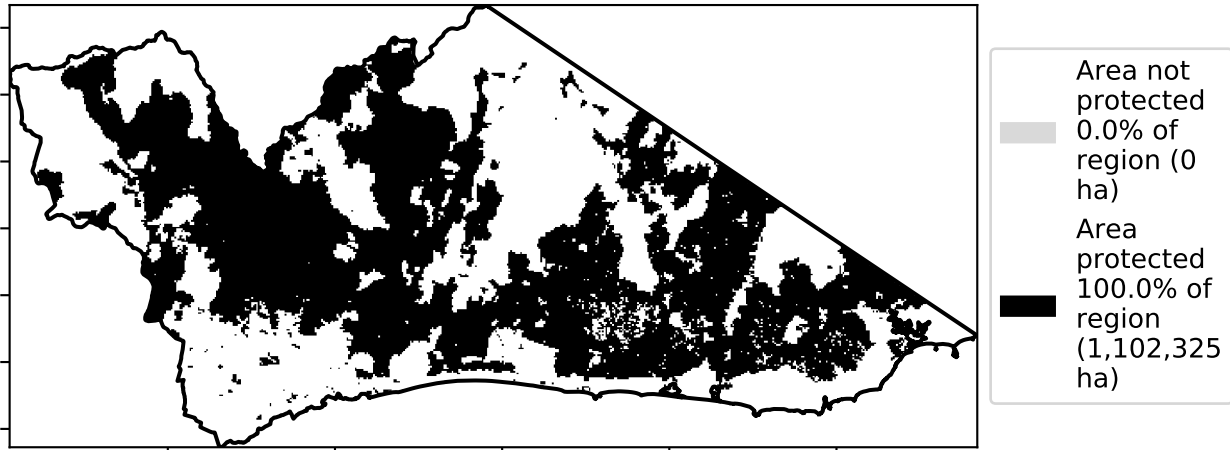 Area not
protected
0.0% of
region (0
ha)
Area
protected
100.0% of
region
(1,102,325
ha)